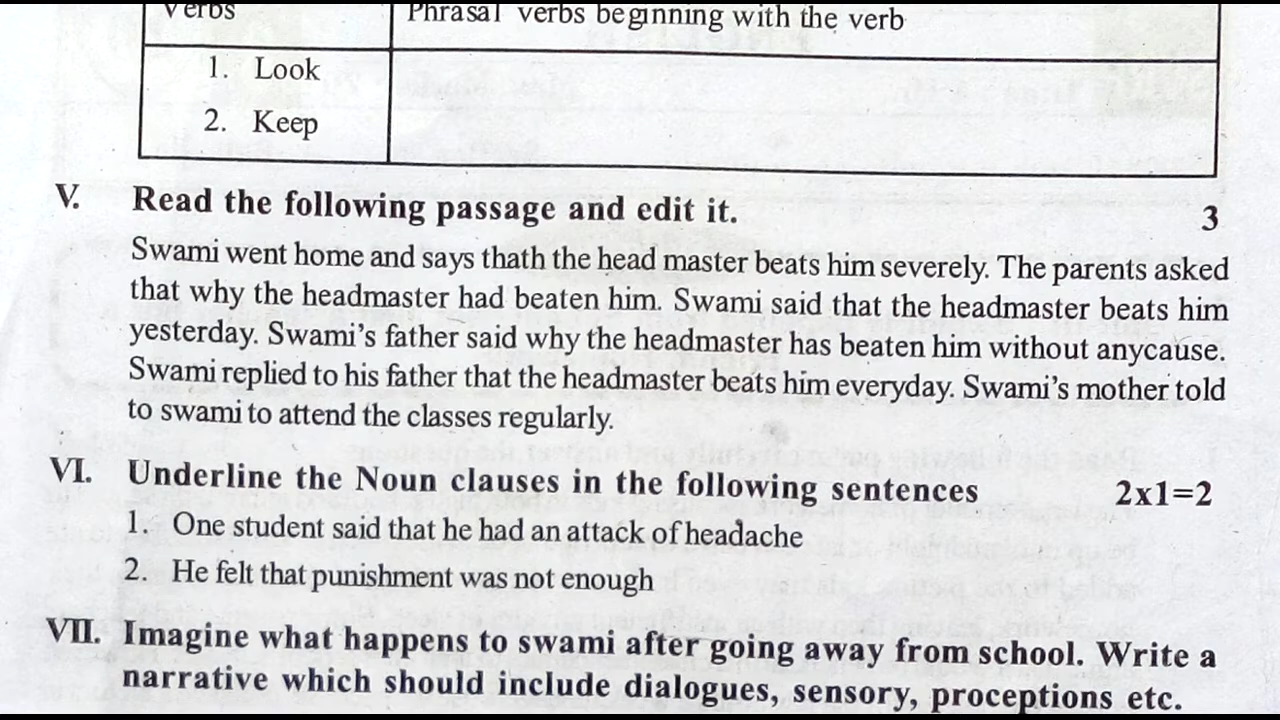 Verbs Phrasal verbs beginning with the verb
1. Look
2. Keep
V. Read the following passage and edit it. 3
Swami went home and says thath the head master beats him severely. The parents asked
that why the headmaster had beaten him. Swami said that the headmaster beats him
yesterday. Swami's father said why the headmaster has beaten him without anycause.
Swami replied to his father that the headmaster beats him everyday. Swami's mother told
to swami to attend the classes regularly.
VI. Underline the Noun clauses in the following sentences 2x1=2
1. One student said that he had an attack of headache
2. He felt that punishment was not enough
VII. Imagine what happens to swami after going away from school. Write a
narrative which should include dialogues, sensory, proceptions etc.